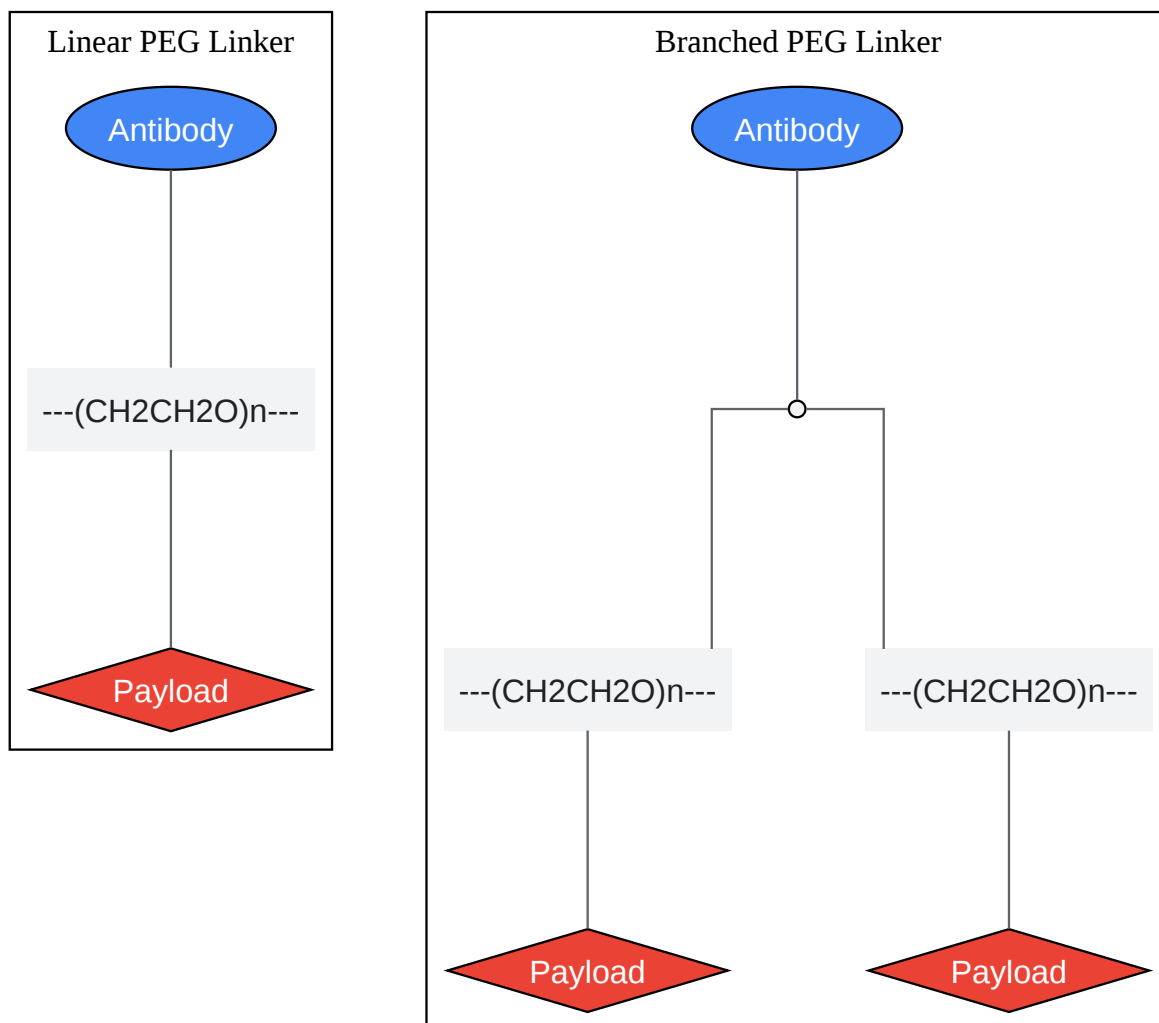 Linear PEG Linker
Antibody
---(CH2CH2O)n---
Payload
Branched PEG Linker
Antibody
---(CH2CH2O)n---
---(CH2CH2O)n---
Payload
Payload